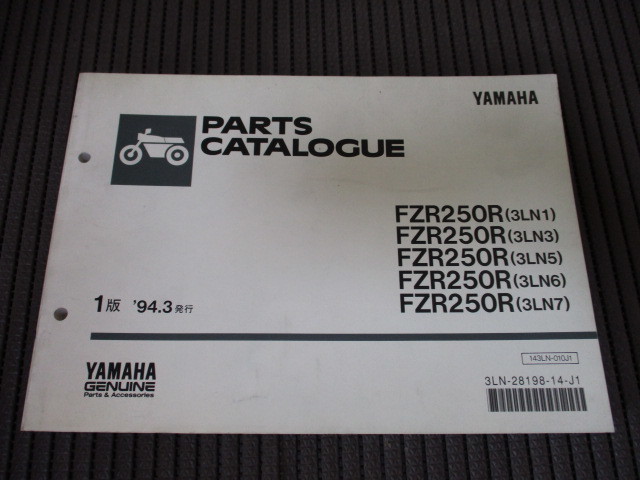 YAMAHA
PARTS
CATALOGUE
FZR250R(3LN1)
FZR250R(3LN3)
FZR250R(3LN5)
FZR250R(3LN6)
FZR250R(3LN7)
1版 '94.3発行
YAMAHA
GENUINE
Parts & Accessories
143LN-010J1
3LN-28198-14-J1